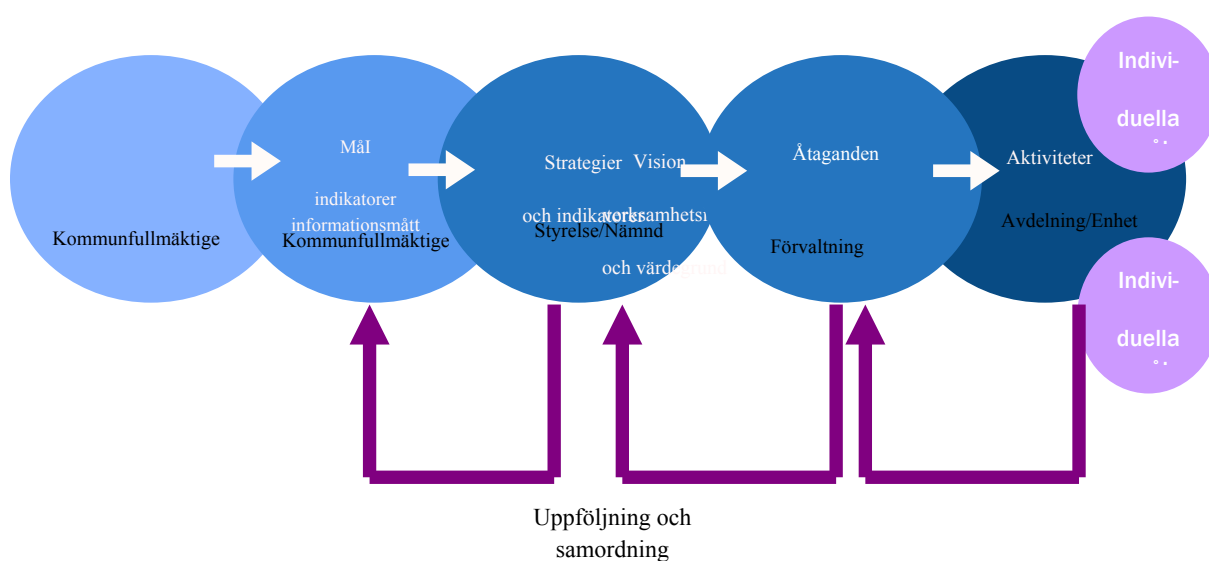 Kommunfullmäktige
Mål
indikatorer
informationsmått
Kommunfullmäktige
Strategier
och indikatorer
Styrelse/Nämnd
Vision
och värdegrund
Åtaganden
Förvaltning
Aktiviteter
Avdelning/Enhet
Indivi-
duella
Indivi-
duella
Uppföljning och
samordning